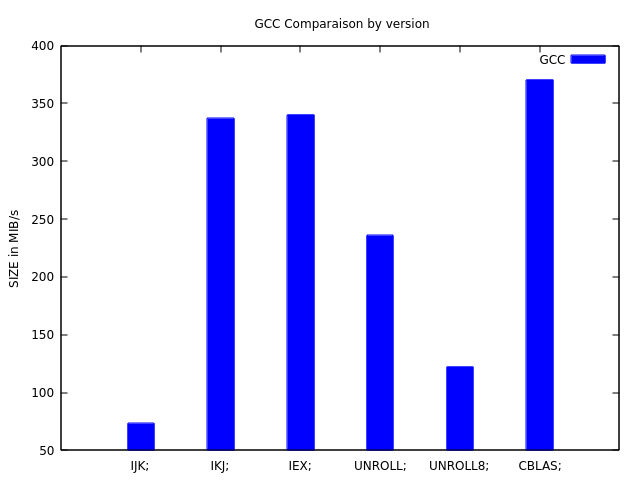 GCC Comparaison by version
GCC
SIZE in MIB/s
400
350
300
250
200
150
100
50
IJK; IKJ; IEX; UNROLL; UNROLL8; CBLAS;